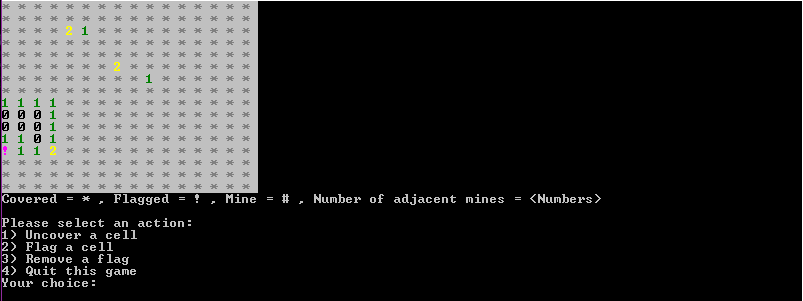 * * * * * * * * * * * * * * * *
* * * * * * * * * * * * * * * *
* * * * 2 1 * * * * * * * * * *
* * * * * * * * * * * * * * * *
* * * * * * * * * * * * * * * *
* * * * * * * 2 * * * * * * * *
* * * * * * * * * 1 * * * * * *
* * * * * * * * * * * * * * * *
1 1 1 1 * * * * * * * * * * * *
0 0 0 1 * * * * * * * * * * * *
0 0 0 1 * * * * * * * * * * * *
1 1 0 1 * * * * * * * * * * * *
! 1 1 2 * * * * * * * * * * * *
* * * * * * * * * * * * * * * *
* * * * * * * * * * * * * * * *
* * * * * * * * * * * * * * * *
Covered = * , Flagged = ! , Mine = # , Number of adjacent mines = <Numbers>
Please select an action:
1) Uncover a cell
2) Flag a cell
3) Remove a flag
4) Quit this game
Your choice: